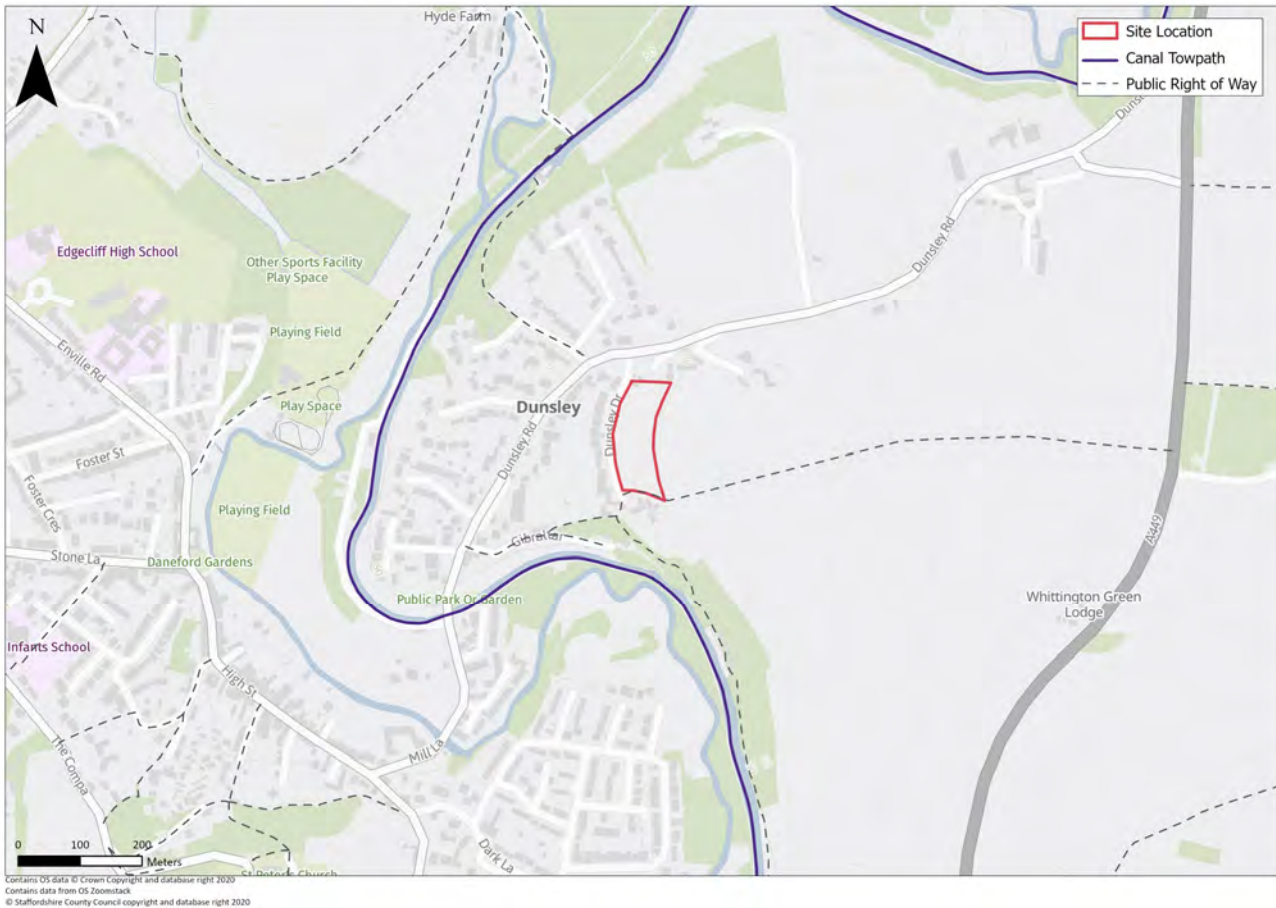 Hyde Farm
N
Site Location
Canal Towpath
Public Right of Way
Dunsley
Edgecliff High School
Other Sports Facility
Play Space
Dunsley Rd
Playing Field
Enville Rd
Play Space
Dunsley
Dunsley Dr
Dunsley Rd
Foster St
Foster Cres
Playing Field
A449
Stone La
Daneford Gardens
Gibraltar
Public Park Or Garden
Whittington Green
Lodge
Infants School
High St
The Compa
Mill La
Dark La
0 100 200
Meters
St Peter's Church
Contains OS data © Crown Copyright and database right 2020
Contains data from OS Zoomstack
© Staffordshire County Council copyright and database right 2020